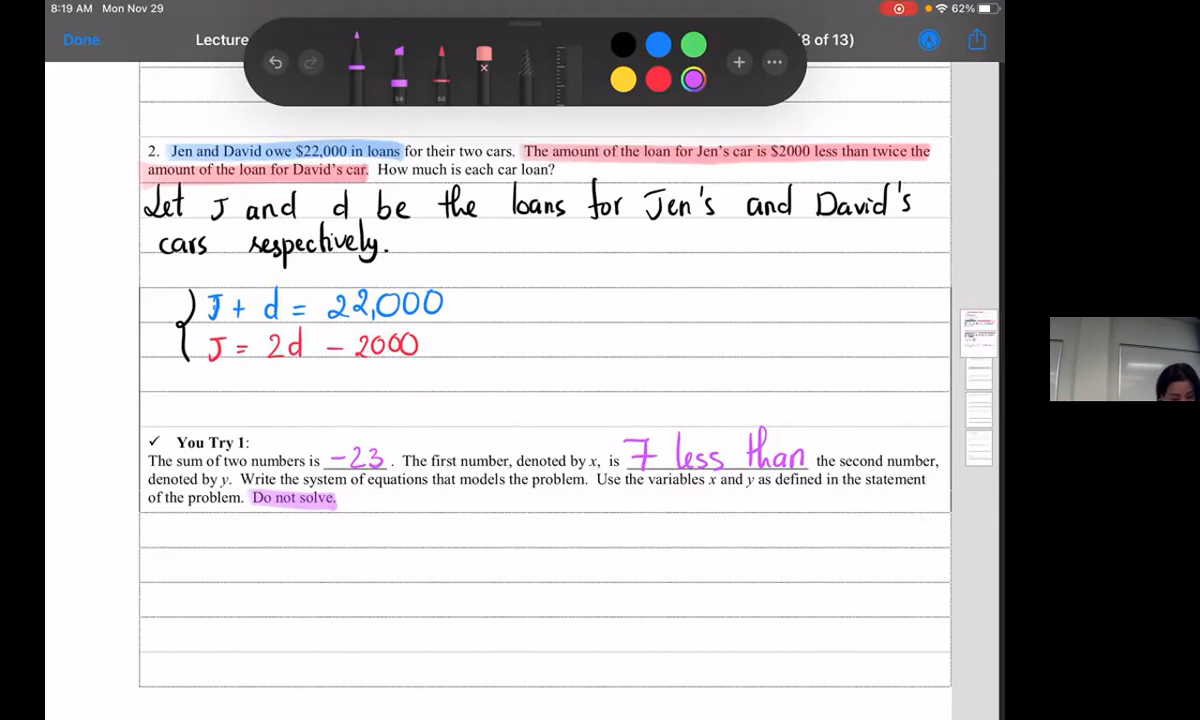 8:19 AM Mon Nov 29
62%
Done
Lecture
(8 of 13)
2. Jen and David owe $22,000 in loans for their two cars. The amount of the loan for Jen's car is $2000 less than twice the
amount of the loan for David's car. How much is each car loan?
Let J and d be the loans for Jen's and David's
cars respectively.
J + d = 22,000
J = 2d - 2000
✓ You Try 1:
The sum of two numbers is -23. The first number, denoted by x, is 7 less than the second number,
denoted by y. Write the system of equations that models the problem. Use the variables x and y as defined in the statement
of the problem. Do not solve.